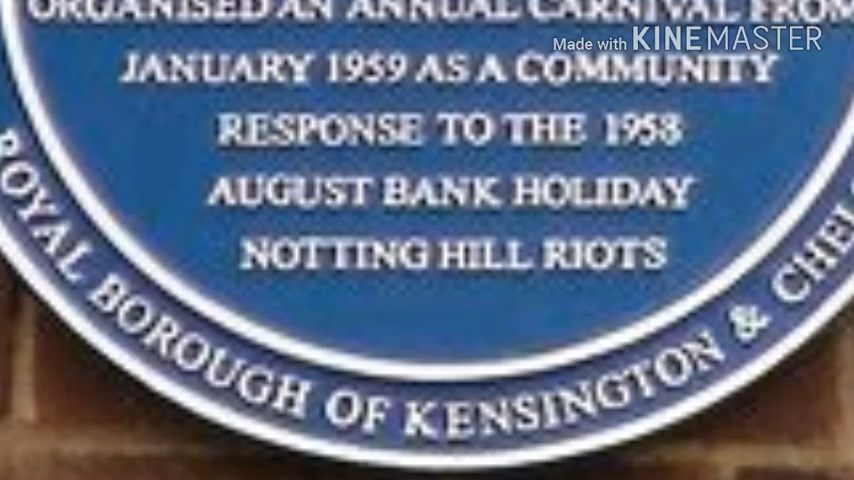 ORGANISED AN ANNUAL CARNIVAL FROM
Made with KINEMASTER
JANUARY 1959 AS A COMMUNITY
RESPONSE TO THE 1958
AUGUST BANK HOLIDAY
NOTTING HILL RIOTS
ROYAL BOROUGH OF KENSINGTON &